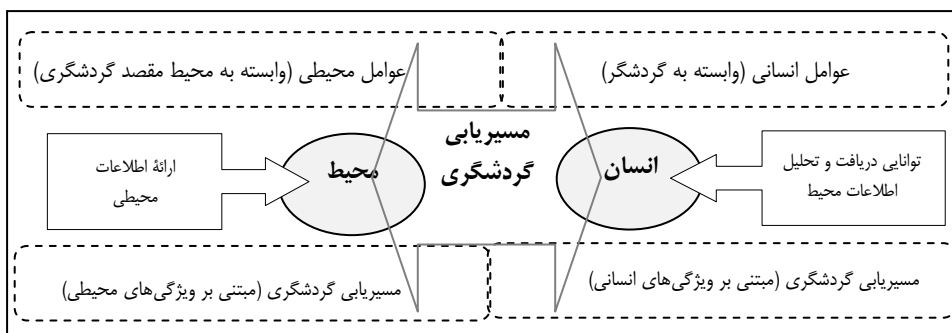 عوامل انسانی (وابسته به گردشگر)
عوامل محیطی (وابسته به محیط مقصد گردشگری)
توانایی دریافت و تحلیل
اطلاعات محیط
انسان
مسیریابی
گردشگری
محیط
ارائۀ اطلاعات
محیطی
مسیریابی گردشگری (مبتنی بر ویژگی‌های انسانی)
مسیریابی گردشگری (مبتنی بر ویژگی‌های محیطی)